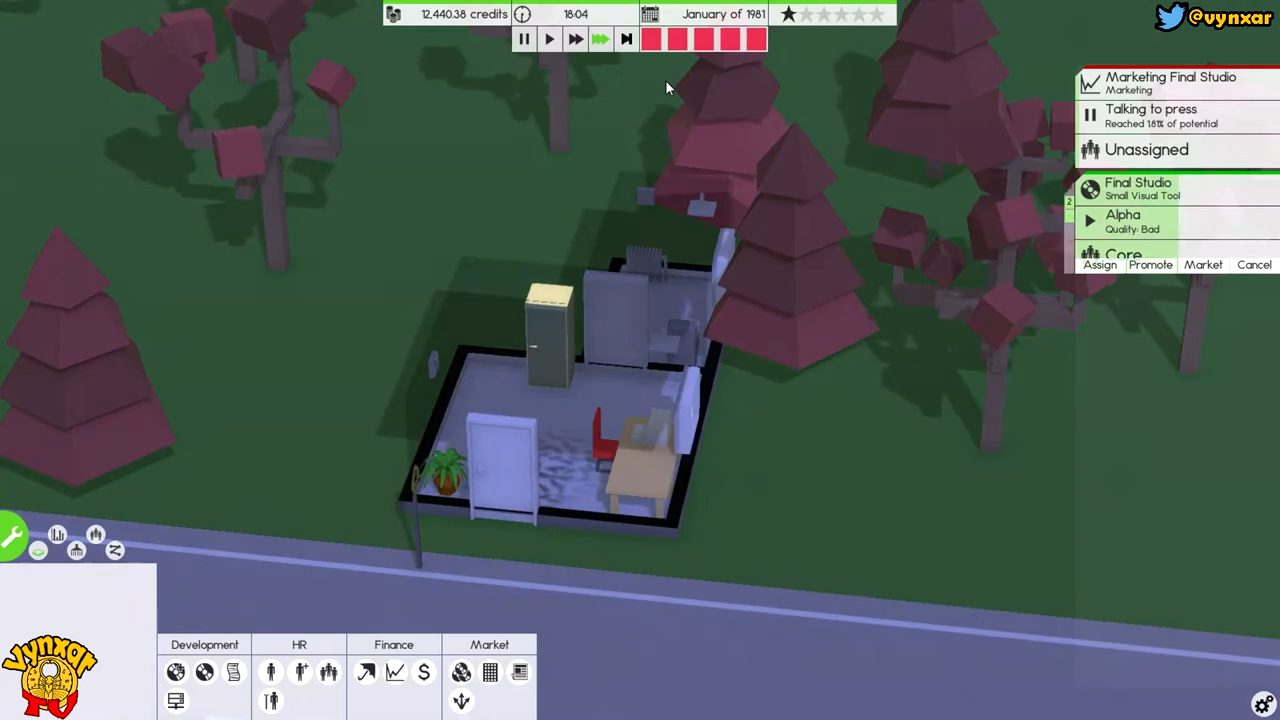 12,440.38 credits 18:04 January of 1981
@vynxar
Marketing Final Studio
Marketing
Talking to press
Reached 181% of potential
Unassigned
Final Studio
Small Visual Tool
2
Alpha
Quality: Bad
Core
Assign Promote Market Cancel
Development HR Finance Market
Vynxar